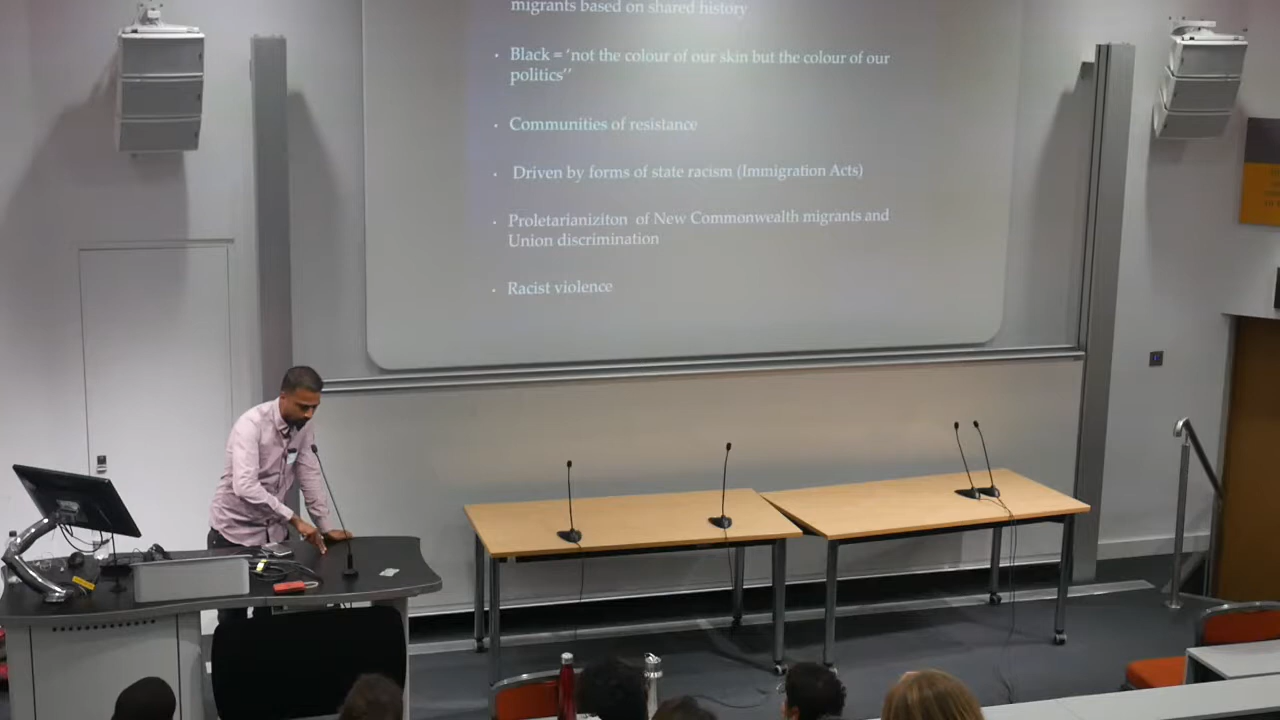 migrants based on shared history
• Black = ‘not the colour of our skin but the colour of our
politics’’
• Communities of resistance
• Driven by forms of state racism (Immigration Acts)
• Proletarianiziton of New Commonwealth migrants and
Union discrimination
• Racist violence